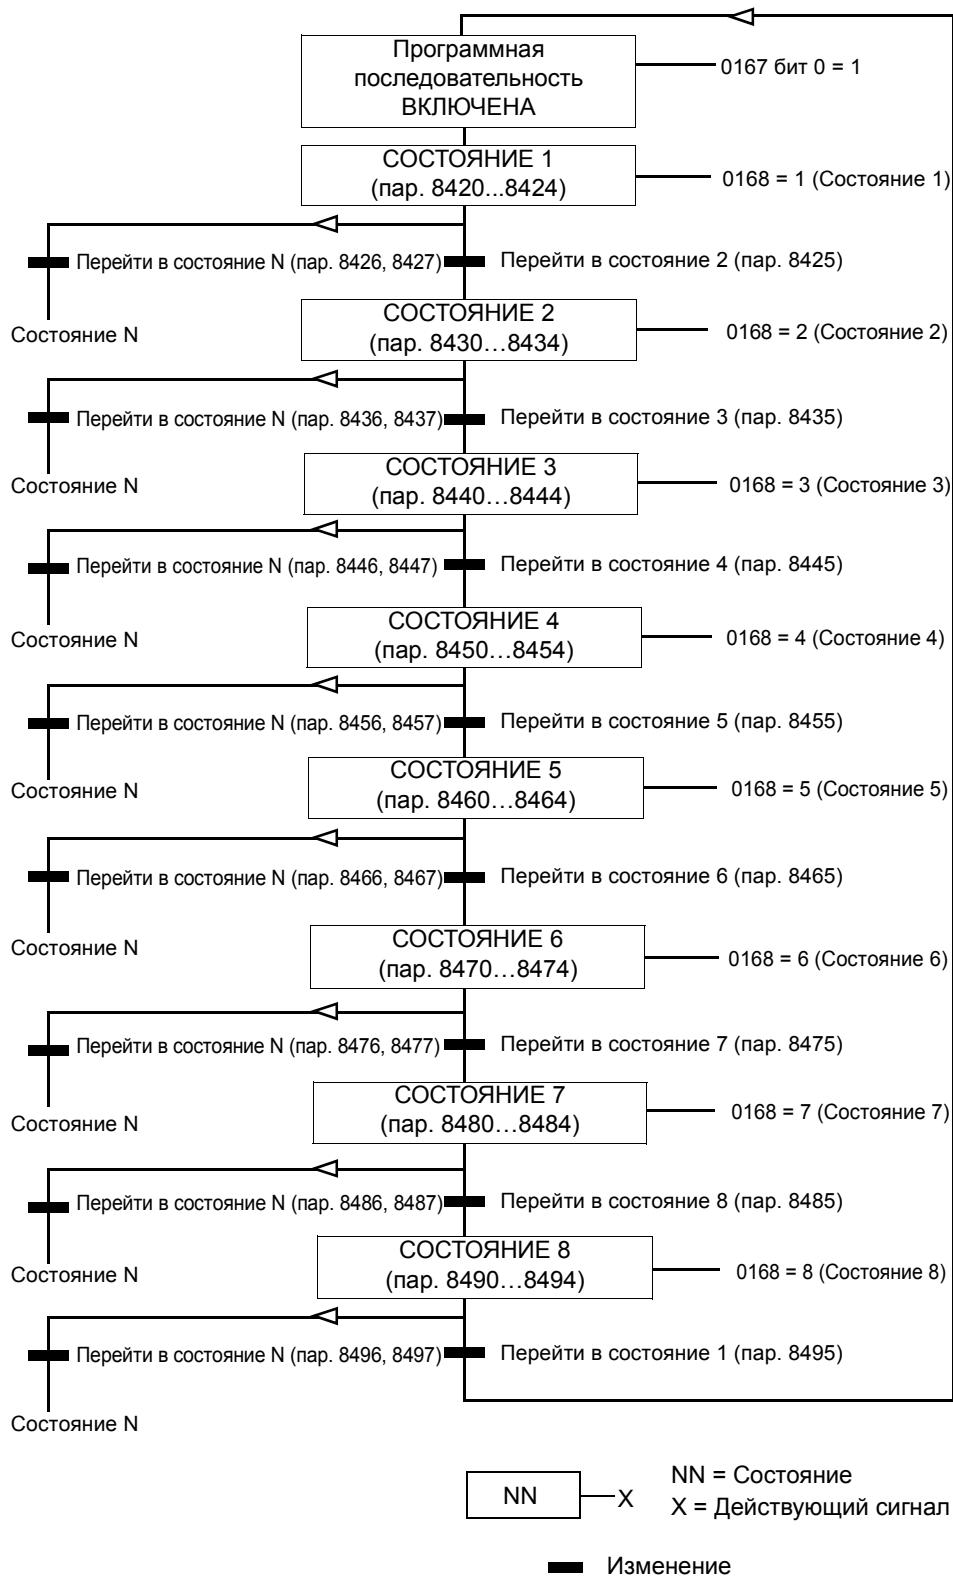 Программная
последовательность
ВКЛЮЧЕНА
0167 бит 0 = 1
СОСТОЯНИЕ 1
(пар. 8420...8424)
0168 = 1 (Состояние 1)
Перейти в состояние N (пар. 8426, 8427)
Перейти в состояние 2 (пар. 8425)
Состояние N
СОСТОЯНИЕ 2
(пар. 8430…8434)
0168 = 2 (Состояние 2)
Перейти в состояние N (пар. 8436, 8437)
Перейти в состояние 3 (пар. 8435)
Состояние N
СОСТОЯНИЕ 3
(пар. 8440…8444)
0168 = 3 (Состояние 3)
Перейти в состояние N (пар. 8446, 8447)
Перейти в состояние 4 (пар. 8445)
Состояние N
СОСТОЯНИЕ 4
(пар. 8450…8454)
0168 = 4 (Состояние 4)
Перейти в состояние N (пар. 8456, 8457)
Перейти в состояние 5 (пар. 8455)
Состояние N
СОСТОЯНИЕ 5
(пар. 8460…8464)
0168 = 5 (Состояние 5)
Перейти в состояние N (пар. 8466, 8467)
Перейти в состояние 6 (пар. 8465)
Состояние N
СОСТОЯНИЕ 6
(пар. 8470…8474)
0168 = 6 (Состояние 6)
Перейти в состояние N (пар. 8476, 8477)
Перейти в состояние 7 (пар. 8475)
Состояние N
СОСТОЯНИЕ 7
(пар. 8480…8484)
0168 = 7 (Состояние 7)
Перейти в состояние N (пар. 8486, 8487)
Перейти в состояние 8 (пар. 8485)
Состояние N
СОСТОЯНИЕ 8
(пар. 8490…8494)
0168 = 8 (Состояние 8)
Перейти в состояние N (пар. 8496, 8497)
Перейти в состояние 1 (пар. 8495)
Состояние N
NN
X
NN = Состояние
X = Действующий сигнал
Изменение